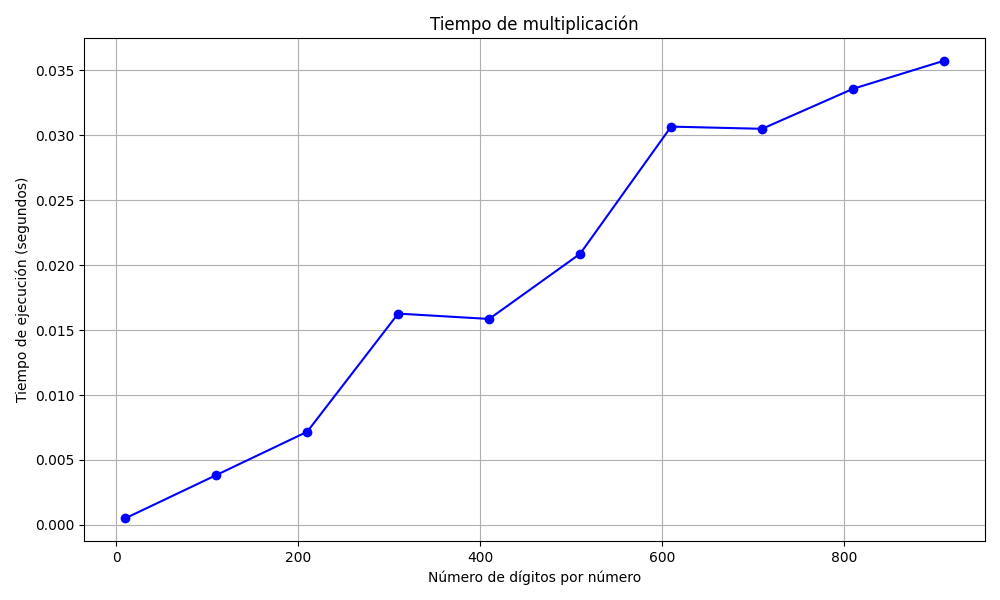 Tiempo de multiplicación
0.035
0.030
0.025
0.020
0.015
0.010
0.005
0.000
Tiempo de ejecución (segundos)
0 200 400 600 800
Número de dígitos por número